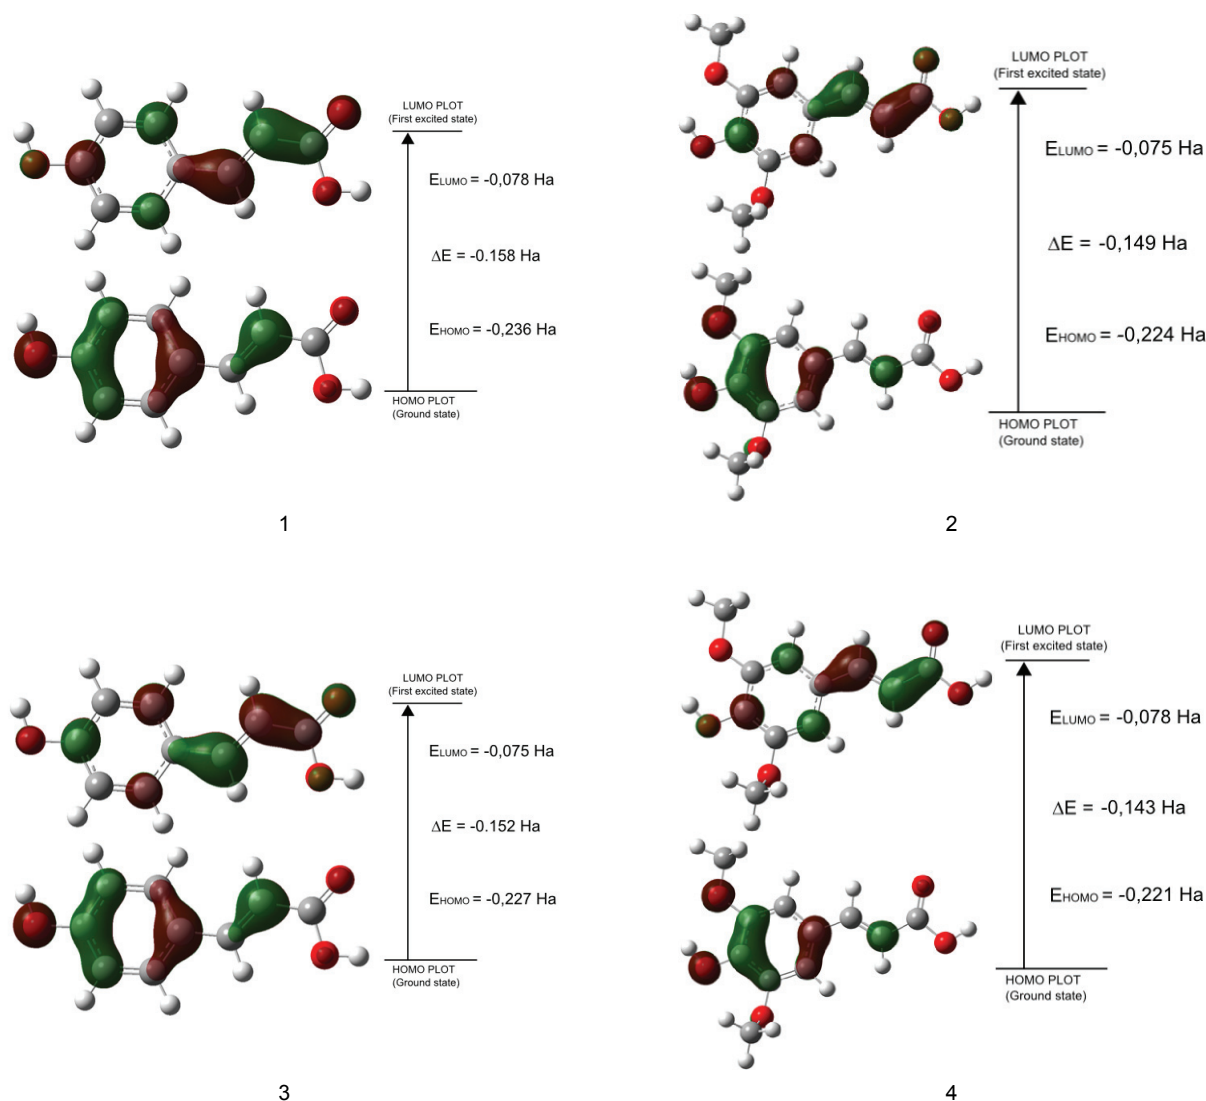 LUMO PLOT
(First excited state)
ELUMO = -0,078 Ha
ΔE = -0.158 Ha
EHOMO = -0,236 Ha
HOMO PLOT
(Ground state)
1
LUMO PLOT
(First excited state)
ELUMO = -0,075 Ha
ΔE = -0,149 Ha
EHOMO = -0,224 Ha
HOMO PLOT
(Ground state)
2
LUMO PLOT
(First excited state)
ELUMO = -0,075 Ha
ΔE = -0.152 Ha
EHOMO = -0,227 Ha
HOMO PLOT
(Ground state)
3
LUMO PLOT
(First excited state)
ELUMO = -0,078 Ha
ΔE = -0,143 Ha
EHOMO = -0,221 Ha
HOMO PLOT
(Ground state)
4